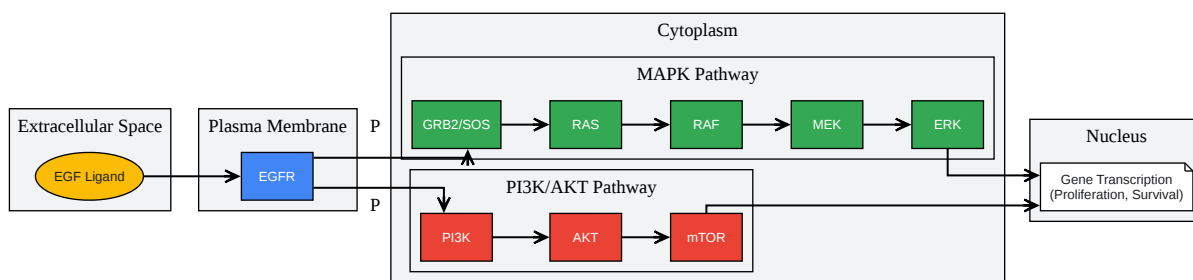 Cytoplasm
MAPK Pathway
Extracellular Space
Plasma Membrane
P
GRB2/SOS
RAS
RAF
MEK
ERK
Nucleus
EGF Ligand
EGFR
Gene Transcription
(Proliferation, Survival)
PI3K/AKT Pathway
P
PI3K
AKT
mTOR